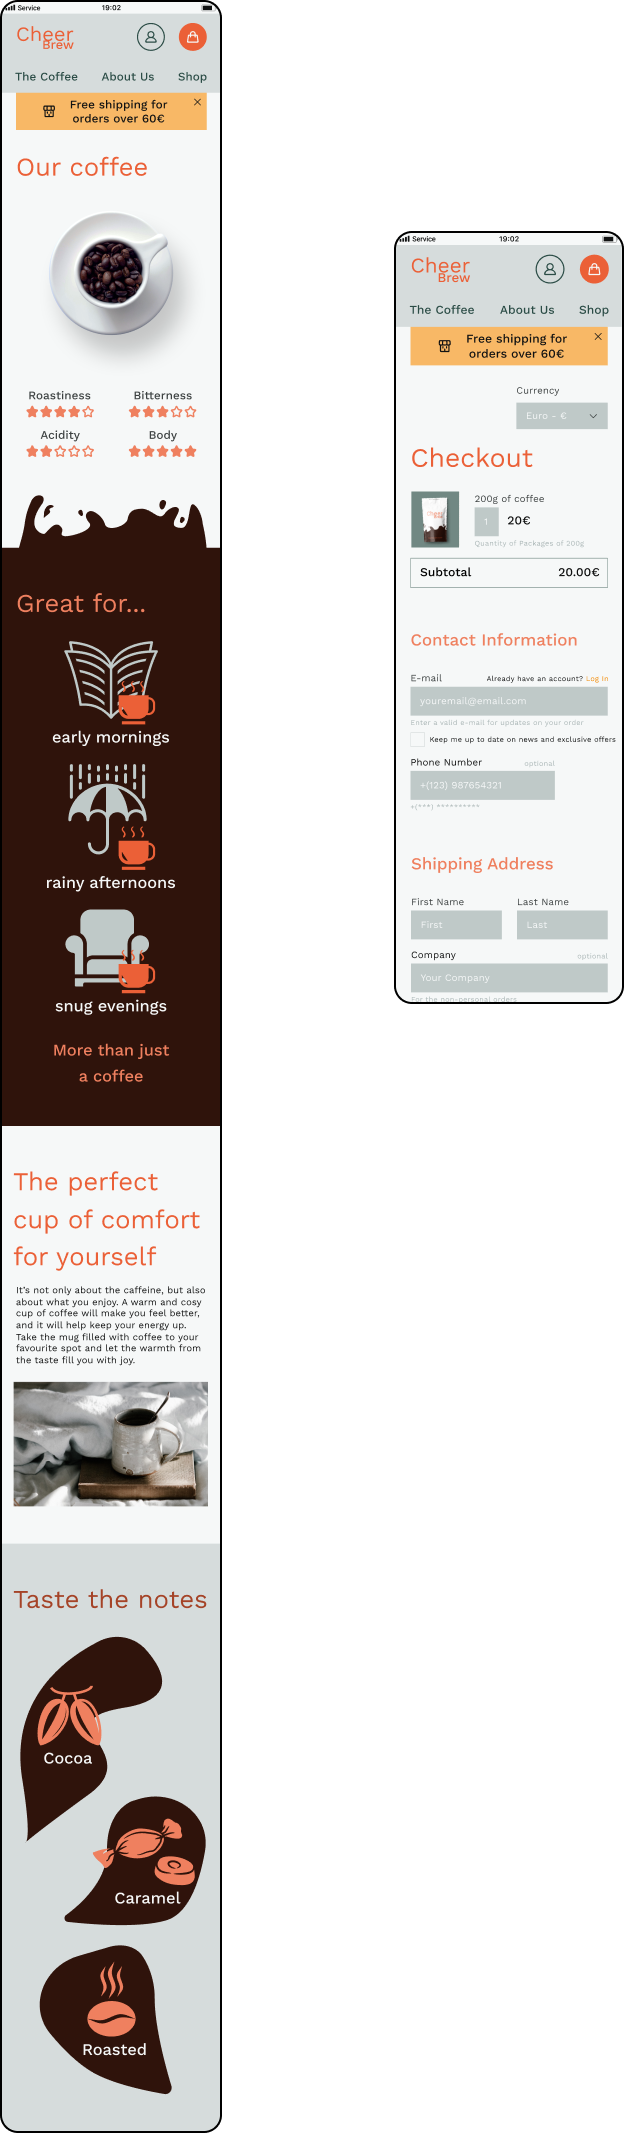 Service 19:02
Cheer
Brew
The Coffee About Us Shop
Free shipping for
orders over 60€
Our coffee
Roastiness Bitterness
Acidity Body
Great for...
early mornings
rainy afternoons
snug evenings
More than just
a coffee
The perfect
cup of comfort
for yourself
It's not only about the caffeine, but also
about what you enjoy. A warm and cosy
cup of coffee will make you feel better,
and it will help keep your energy up.
Take the mug filled with coffee to your
favourite spot and let the warmth from
the taste fill you with joy.
Taste the notes
Cocoa
Caramel
Roasted
Service 19:02
Cheer
Brew
The Coffee About Us Shop
Free shipping for
orders over 60€
Currency
Euro - €
Checkout
Cheer
Brew
200g of coffee
1 20€
Quantity of Packages of 200g
Subtotal 20.00€
Contact Information
E-mail Already have an account? Log In
youremail@email.com
Enter a valid e-mail for updates on your order
Keep me up to date on news and exclusive offers
Phone Number optional
+(123) 987654321
+(***) **********
Shipping Address
First Name Last Name
First Last
Company optional
Your Company
For the non-personal orders